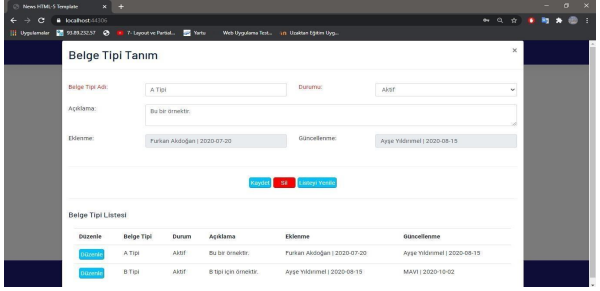 News HTML-5 Template
localhost:44306
Uygulamalar 93.89.232.57 7- Layout ve Partial... Yartu Web Uygulama Test... Uzaktan Eğitim Uyg...
Belge Tipi Tanım
Belge Tipi Adı: A Tipi Durumu: Aktif
Açıklama: Bu bir örnektir.
Eklenme: Furkan Akdoğan | 2020-07-20 Güncellenme: Ayşe Yıldırımel | 2020-08-15
Kaydet Sil Listeyi Yenile
Belge Tipi Listesi
Düzenle Belge Tipi Durum Açıklama Eklenme Güncellenme
Düzenle A Tipi Aktif Bu bir örnektir. Furkan Akdoğan | 2020-07-20 Ayşe Yıldırımel | 2020-08-15
Düzenle B Tipi Aktif B tipi için örnektir. Ayşe Yıldırımel | 2020-08-15 MAVI | 2020-10-02